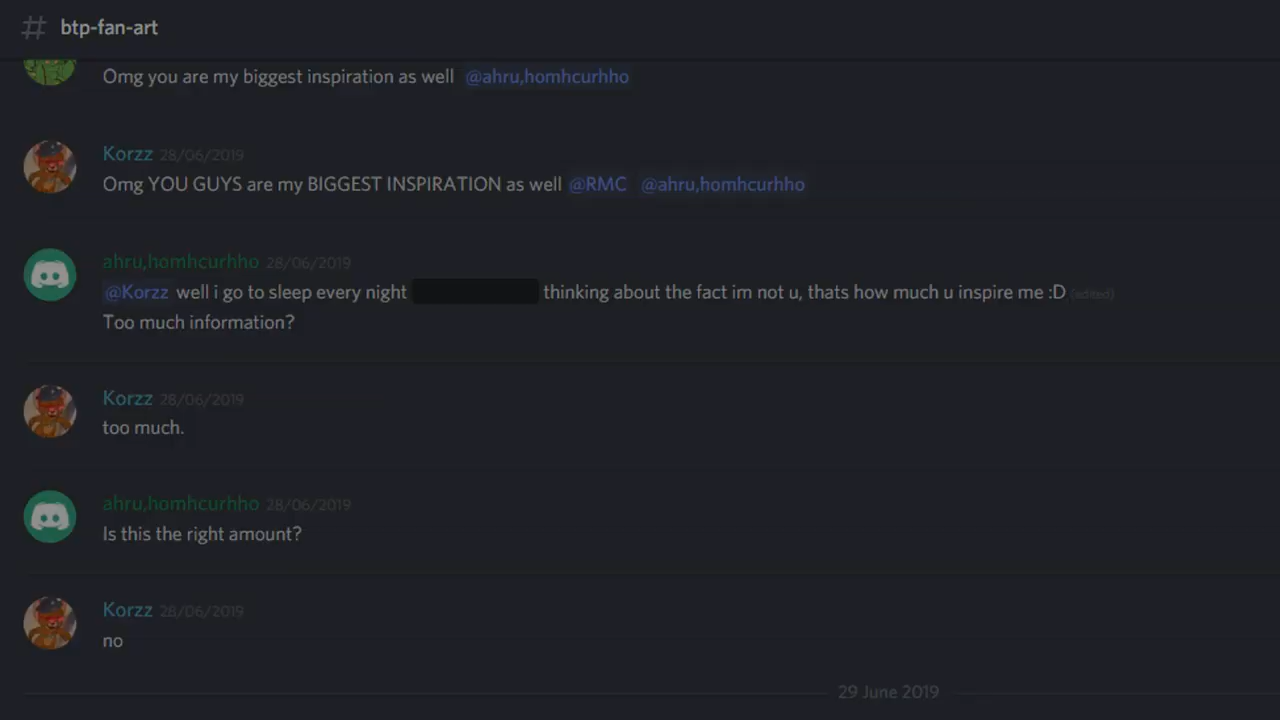 # btp-fan-art
Omg you are my biggest inspiration as well @ahru,homhcurhho
Korzz 28/06/2019
Omg YOU GUYS are my BIGGEST INSPIRATION as well @RMC @ahru,homhcurhho
ahru,homhcurhho 28/06/2019
@Korzz well i go to sleep every night thinking about the fact im not u, thats how much u inspire me :D (edited)
Too much information?
Korzz 28/06/2019
too much.
ahru,homhcurhho 28/06/2019
Is this the right amount?
Korzz 28/06/2019
no
29 June 2019